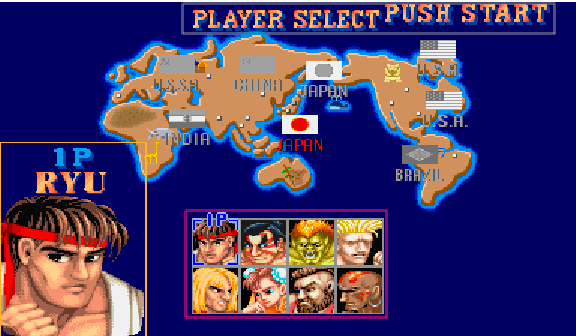 PLAYER SELECT PUSH START
U.S.S.R
CHINA
JAPAN
U.S.A
U.S.A.
INDIA
JAPAN
BRAZIL
1P
RYU
1P